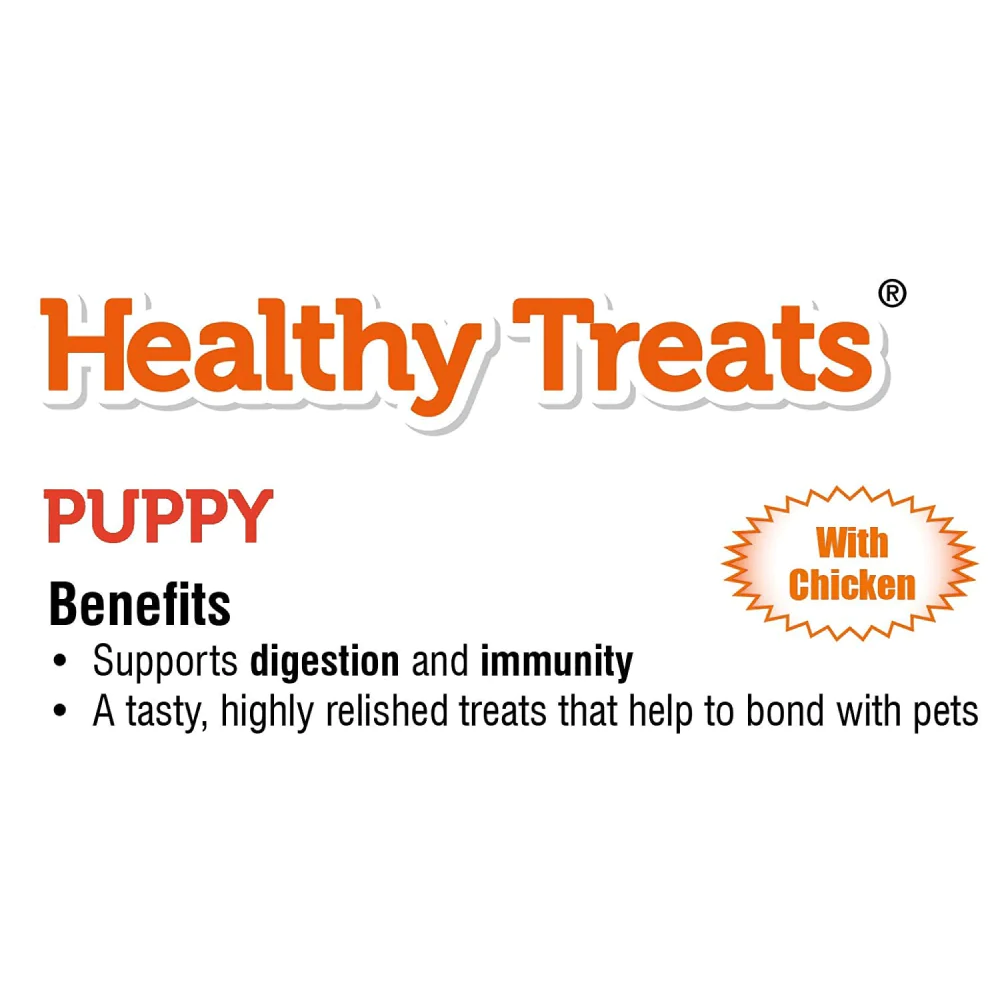 Healthy Treats®
PUPPY
With
Chicken
Benefits
• Supports digestion and immunity
• A tasty, highly relished treats that help to bond with pets